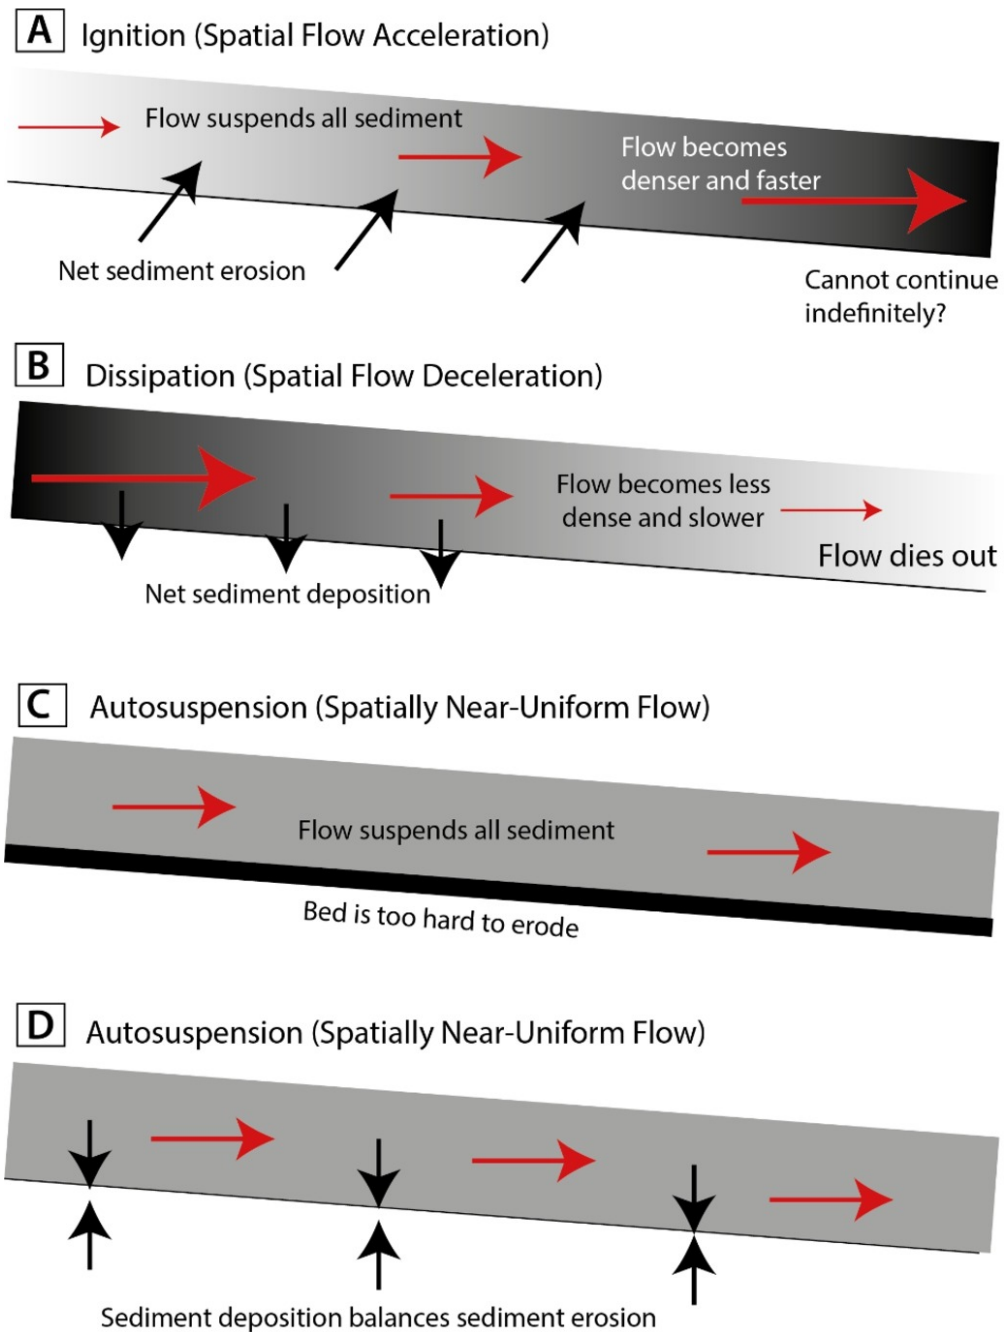 A Ignition (Spatial Flow Acceleration)
Flow suspends all sediment
Flow becomes
denser and faster
Net sediment erosion
Cannot continue
indefinitely?
B Dissipation (Spatial Flow Deceleration)
Flow becomes less
dense and slower
Flow dies out
Net sediment deposition
C Autosuspension (Spatially Near-Uniform Flow)
Flow suspends all sediment
Bed is too hard to erode
D Autosuspension (Spatially Near-Uniform Flow)
Sediment deposition balances sediment erosion